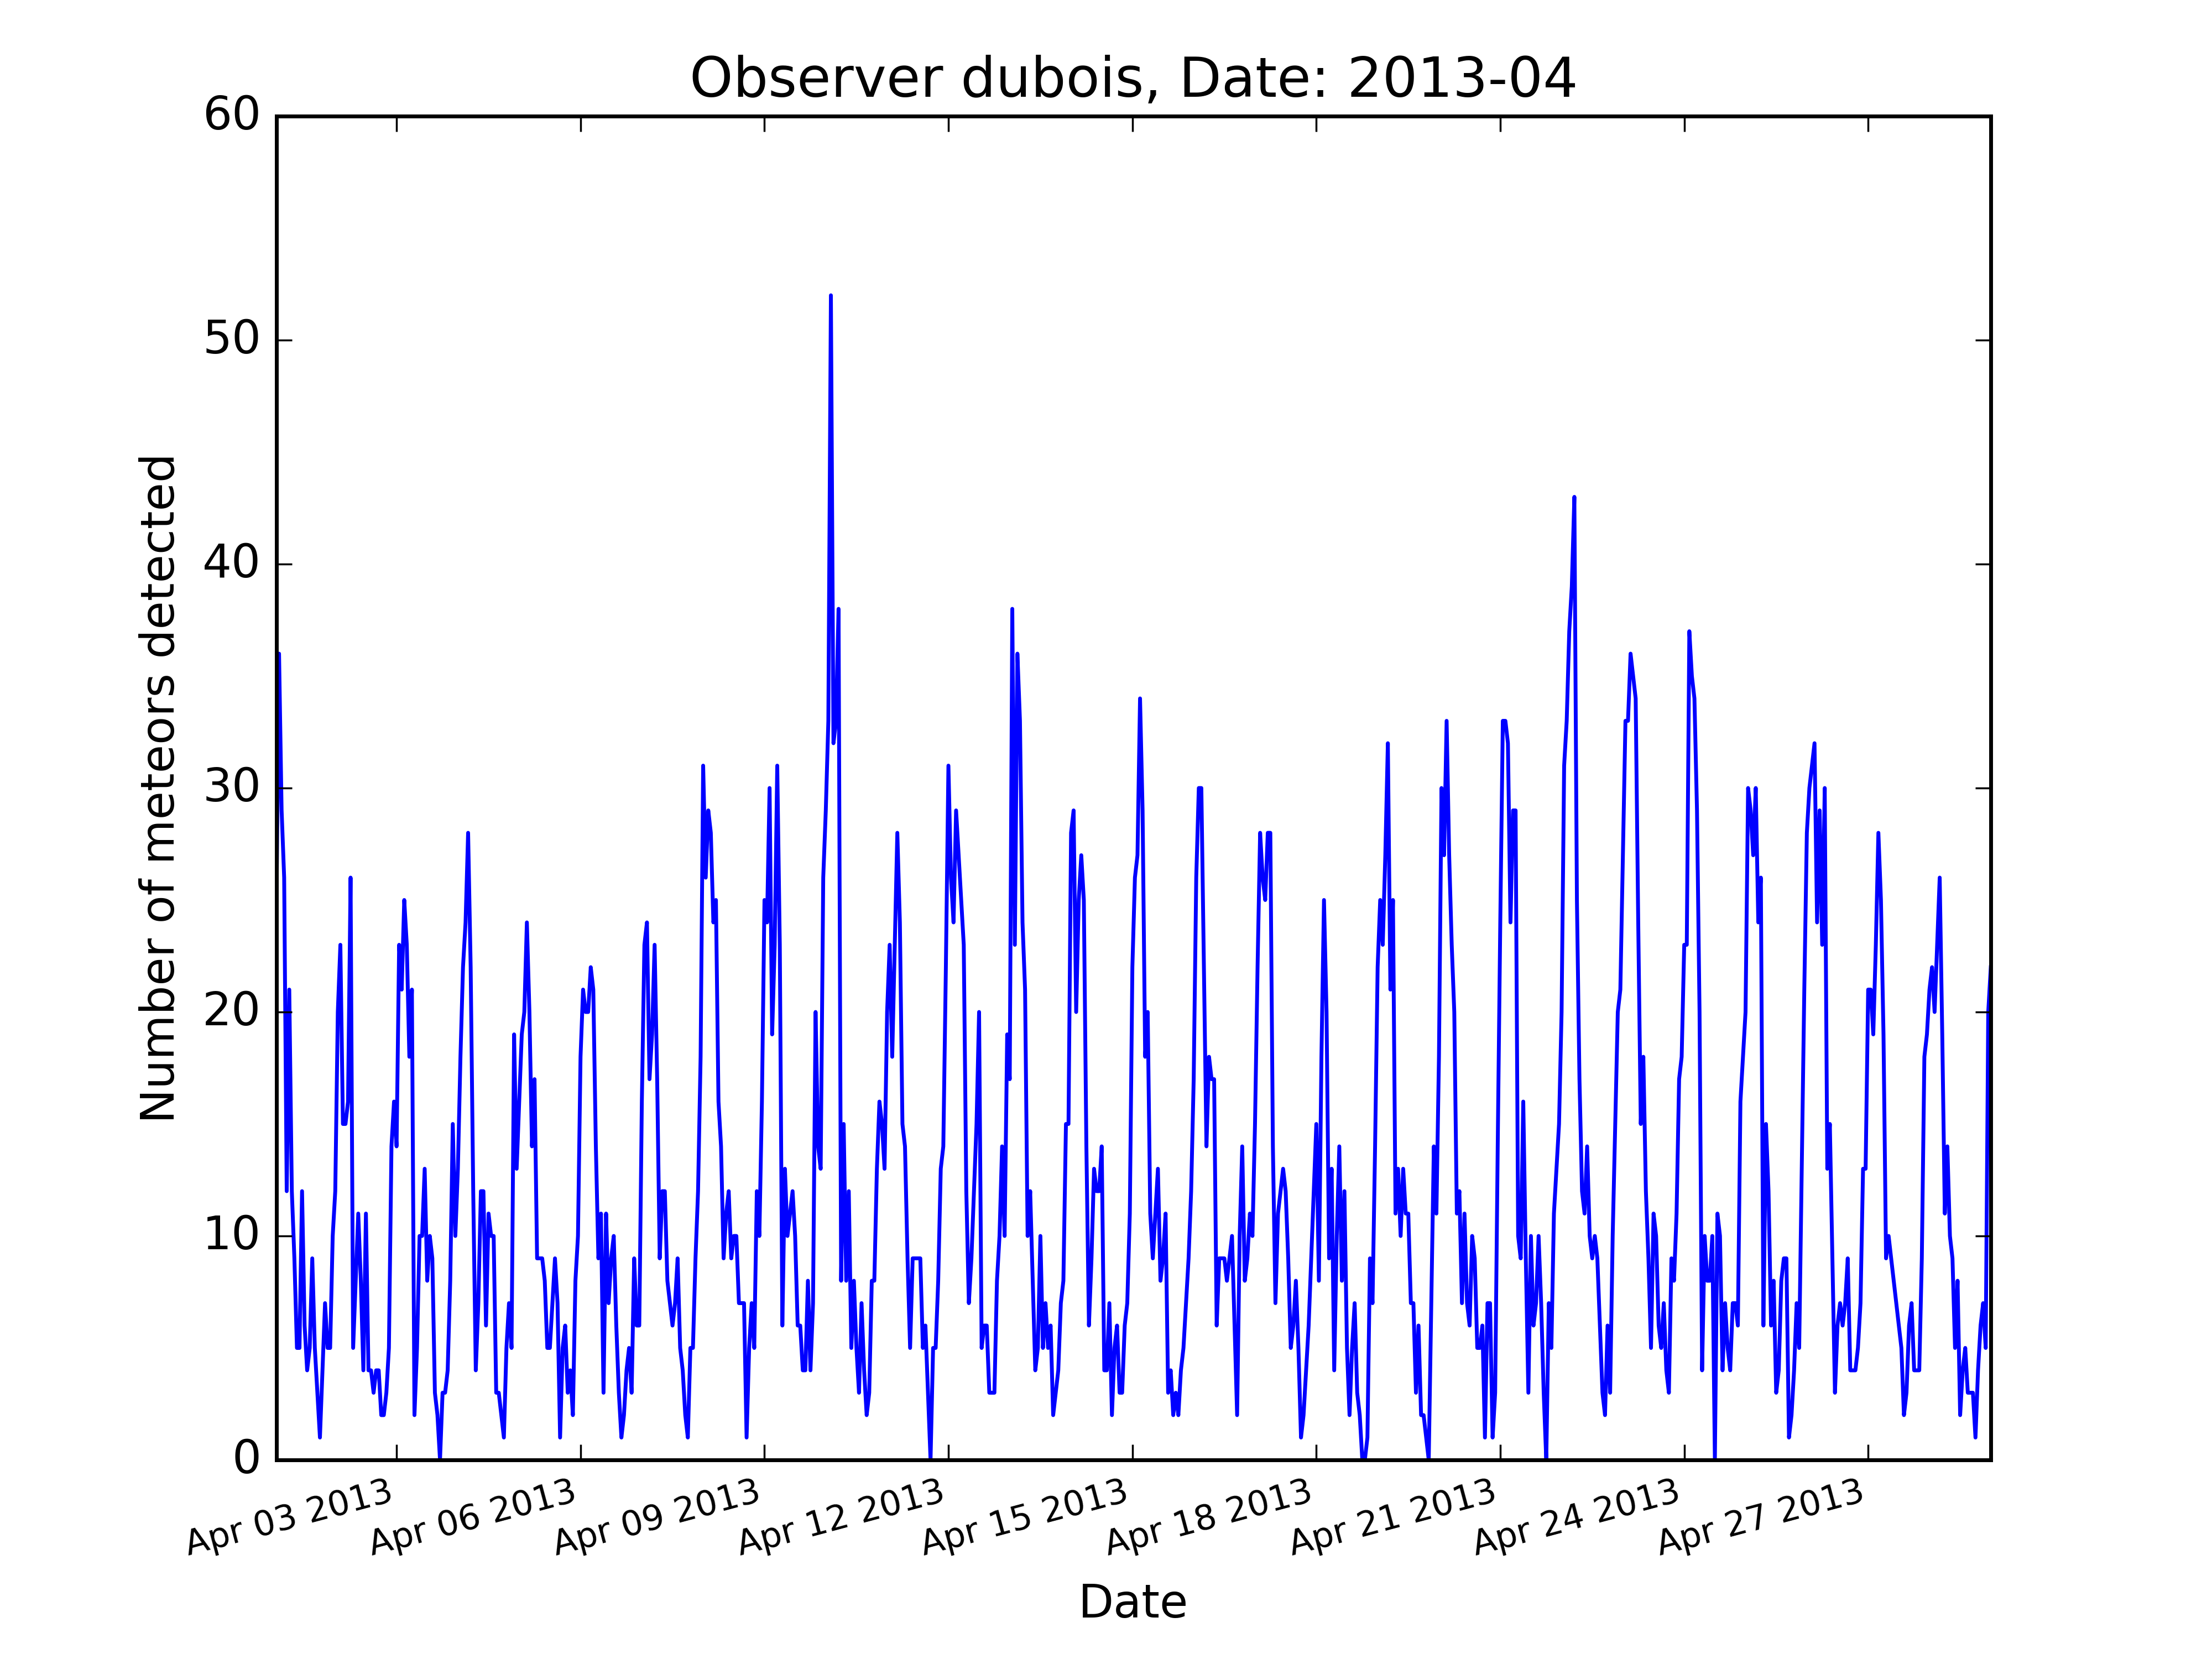 Observer dubois, Date: 2013-04
60
50
40
30
20
10
0
Number of meteors detected
Apr 03 2013
Apr 06 2013
Apr 09 2013
Apr 12 2013
Apr 15 2013
Apr 18 2013
Apr 21 2013
Apr 24 2013
Apr 27 2013
Date